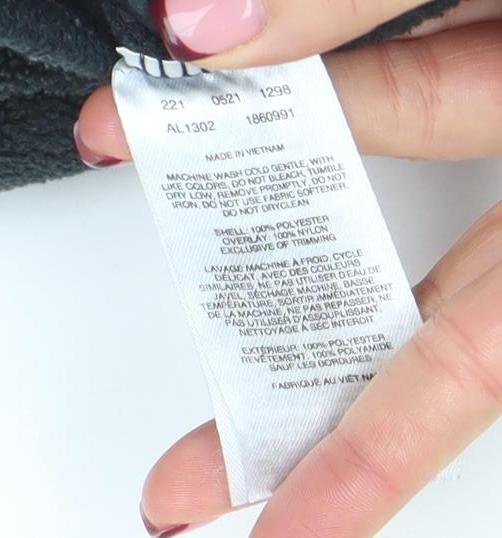 221 0521 1298
AL1302 1860991
MADE IN VIETNAM
MACHINE WASH COLD GENTLE, WITH
LIKE COLORS, DO NOT BLEACH, TUMBLE
DRY LOW, REMOVE PROMPTLY, DO NOT
IRON, DO NOT USE FABRIC SOFTENER,
DO NOT DRYCLEAN
SHELL: 100% POLYESTER
OVERLAY: 100% NYLON
EXCLUSIVE OF TRIMMING
LAVAGE MACHINE À FROID, CYCLE
DÉLICAT, AVEC DES COULEURS
SIMILAIRES, NE PAS UTILISER D'EAU DE
JAVEL, SÉCHAGE MACHINE, BASSE
TEMPÉRATURE, SORTIR IMMÉDIATEMENT
DE LA MACHINE, NE PAS REPASSER, NE
PAS UTILISER D'ASSOUPLISSANT,
NETTOYAGE À SEC INTERDIT
EXTÉRIEUR: 100% POLYESTER
REVÊTEMENT: 100% POLYAMIDE
SAUF LES BORDURES
FABRIQUÉ AU VIET NA